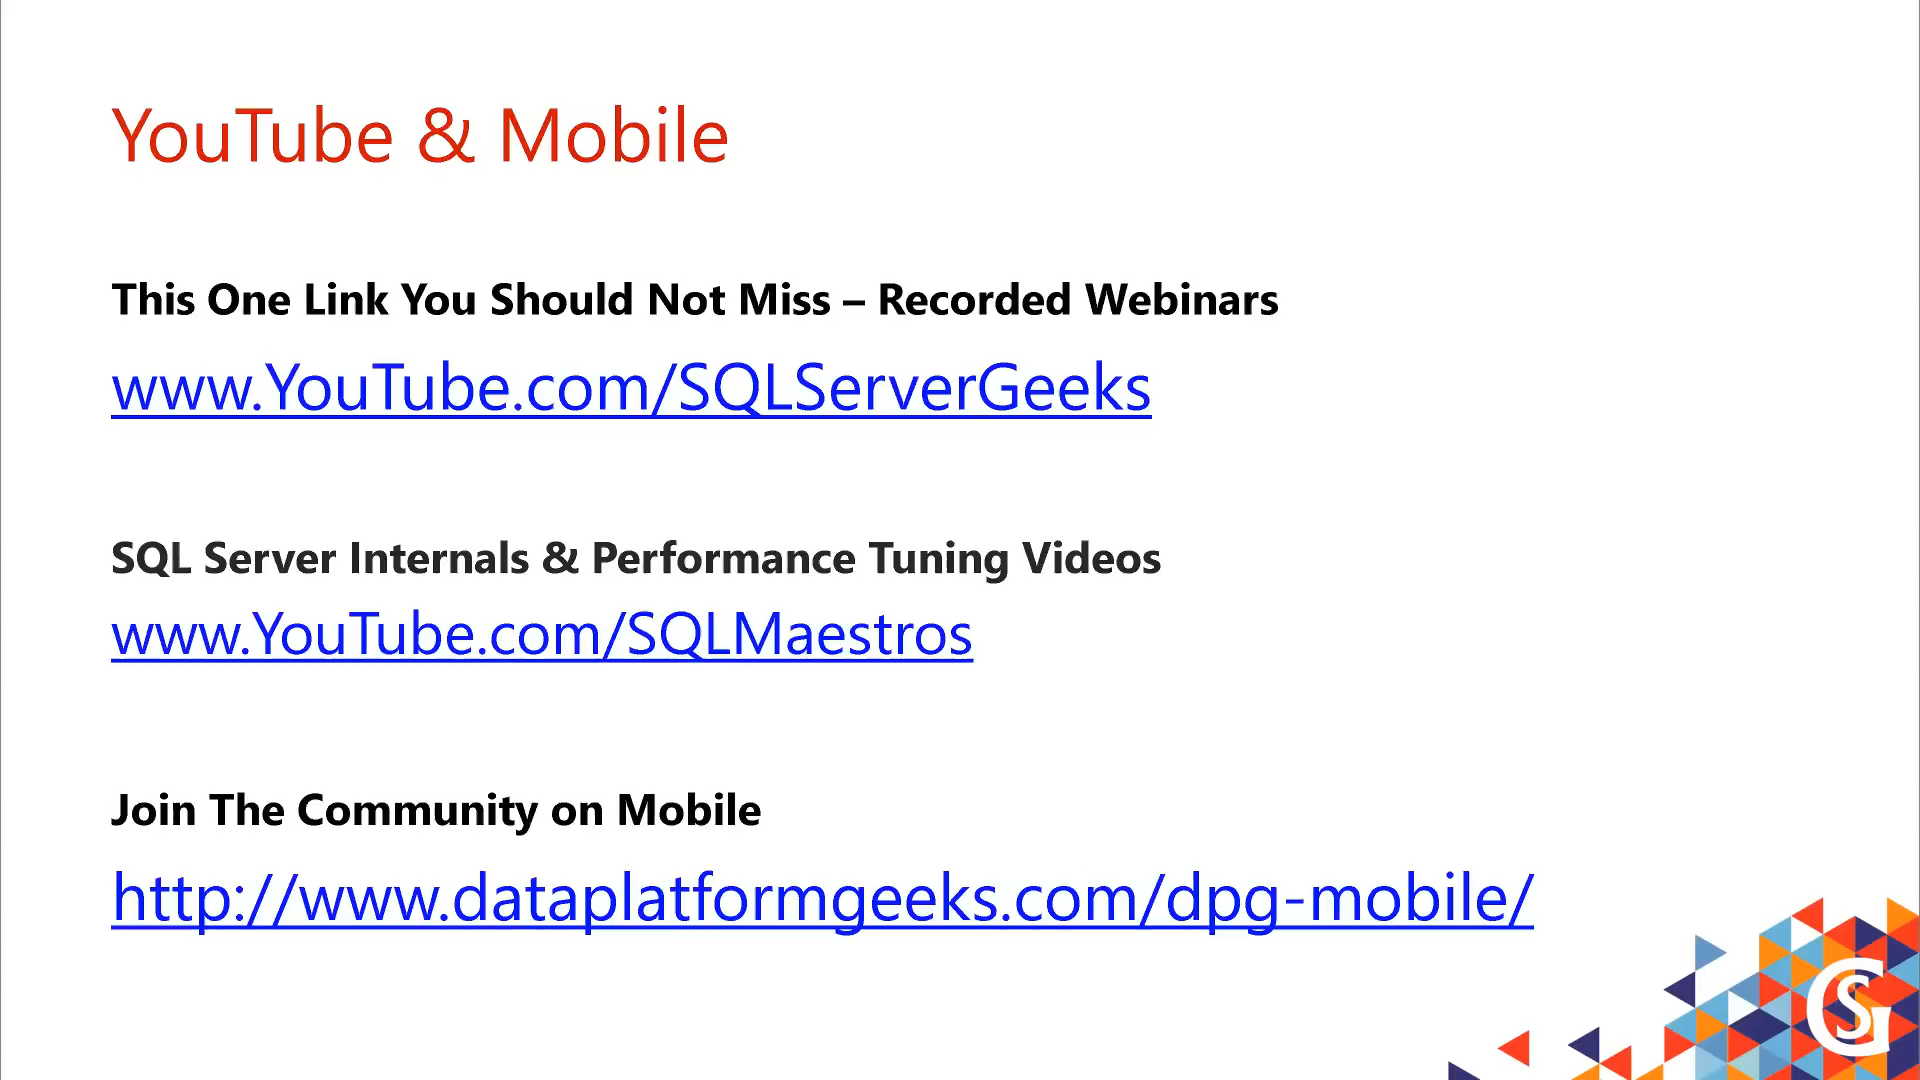 YouTube & Mobile
This One Link You Should Not Miss – Recorded Webinars
www.YouTube.com/SQLServerGeeks
SQL Server Internals & Performance Tuning Videos
www.YouTube.com/SQLMaestros
Join The Community on Mobile
http://www.dataplatformgeeks.com/dpg-mobile/
GS